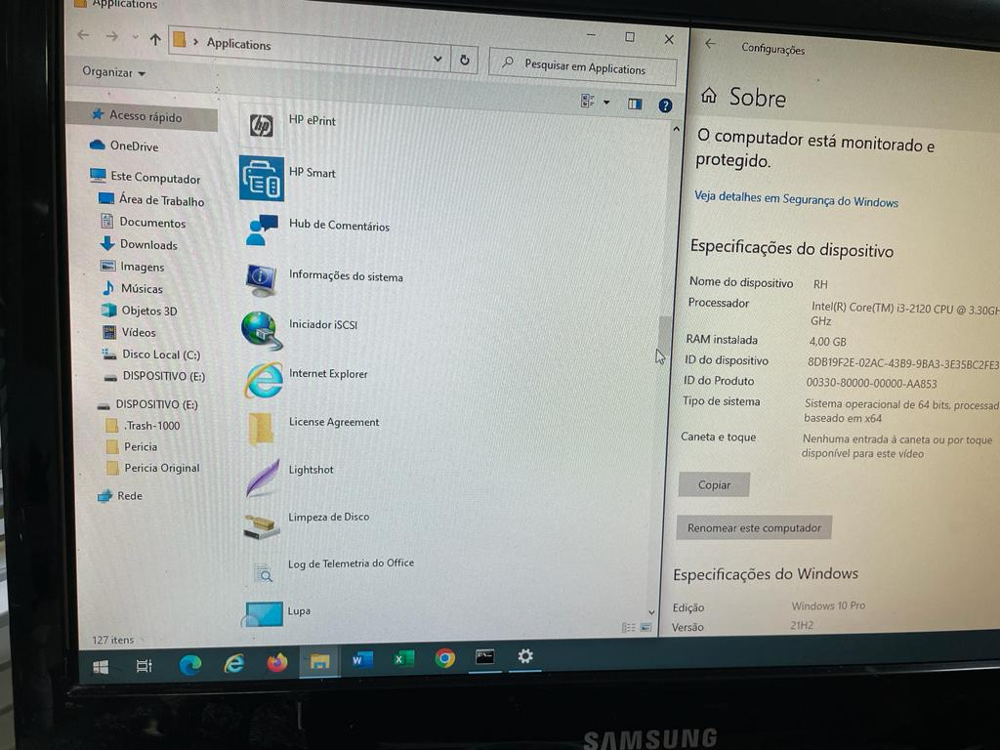 Applications
Applications
Pesquisar em Applications
Organizar
Acesso rápido
OneDrive
Este Computador
Área de Trabalho
Documentos
Downloads
Imagens
Músicas
Objetos 3D
Vídeos
Disco Local (C:)
DISPOSITIVO (E:)
DISPOSITIVO (E:)
.Trash-1000
Pericia
Pericia Original
Rede
127 itens
hp
HP ePrint
HP Smart
Hub de Comentários
Informações do sistema
Iniciador iSCSI
Internet Explorer
License Agreement
Lightshot
Limpeza de Disco
Log de Telemetria do Office
Lupa
Configurações
Sobre
O computador está monitorado e
protegido.
Veja detalhes em Segurança do Windows
Especificações do dispositivo
Nome do dispositivo RH
Processador Intel(R) Core(TM) i3-2120 CPU @ 3.30GH
GHz
RAM instalada 4,00 GB
ID do dispositivo 8DB19F2E-02AC-43B9-9BA3-3E35BC2FE3
ID do Produto 00330-80000-00000-AA853
Tipo de sistema Sistema operacional de 64 bits, processad
baseado em x64
Caneta e toque Nenhuma entrada à caneta ou por toque
disponível para este vídeo
Copiar
Renomear este computador
Especificações do Windows
Edição Windows 10 Pro
Versão 21H2
SAMSUNG